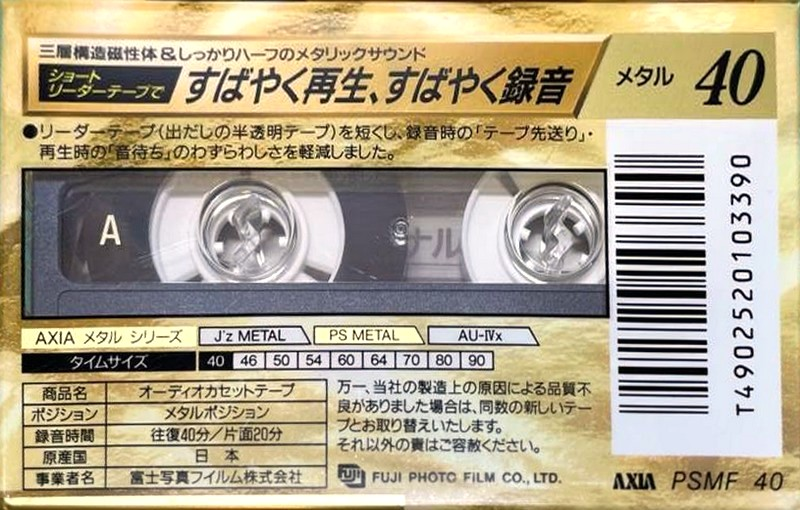 三層構造磁性体&しっかりハーフのメタリックサウンド
ショート
リーダーテープで
すばやく再生、すばやく録音
メタル 40
●リーダーテープ(出だしの半透明テープ)を短くし、録音時の「テープ先送り」・
再生時の「音待ち」のわずらわしさを軽減しました。
A
ナル
AXIA メタル シリーズ J'z METAL PS METAL AU-IVx
タイムサイズ 40 46 50 54 60 64 70 80 90
商品名 オーディオカセットテープ
ポジション メタルポジション
録音時間 往復40分/片面20分
原産国 日本
事業者名 富士写真フイルム株式会社
万一、当社の製造上の原因による品質不
良がありました場合は、同数の新しいテー
プとお取り替えいたします。
それ以外の責はご容赦ください。
FUJI FUJI PHOTO FILM CO., LTD.
T4902520103390
AXIA PSMF 40